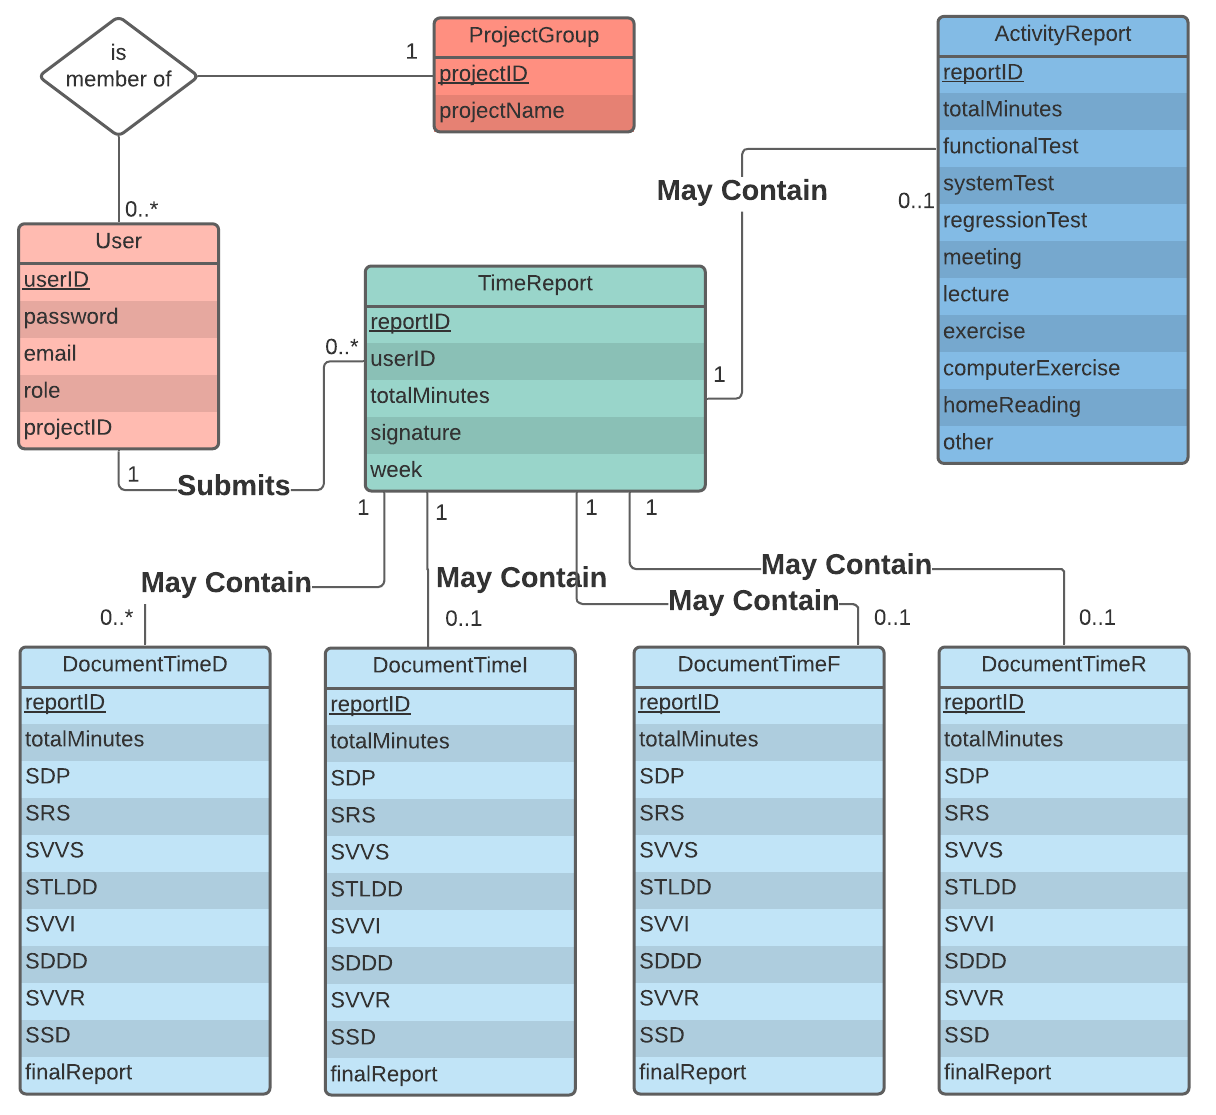 is
member of
1
0..*
ProjectGroup
projectID
projectName
ActivityReport
reportID
totalMinutes
functionalTest
systemTest
regressionTest
meeting
lecture
exercise
computerExercise
homeReading
other
May Contain
0..1
1
User
userID
password
email
role
projectID
1
Submits
0..*
TimeReport
reportID
userID
totalMinutes
signature
week
1
May Contain
0..*
1
May Contain
0..1
1
May Contain
0..1
1
May Contain
0..1
DocumentTimeD
reportID
totalMinutes
SDP
SRS
SVVS
STLDD
SVVI
SDDD
SVVR
SSD
finalReport
DocumentTimeI
reportID
totalMinutes
SDP
SRS
SVVS
STLDD
SVVI
SDDD
SVVR
SSD
finalReport
DocumentTimeF
reportID
totalMinutes
SDP
SRS
SVVS
STLDD
SVVI
SDDD
SVVR
SSD
finalReport
DocumentTimeR
reportID
totalMinutes
SDP
SRS
SVVS
STLDD
SVVI
SDDD
SVVR
SSD
finalReport